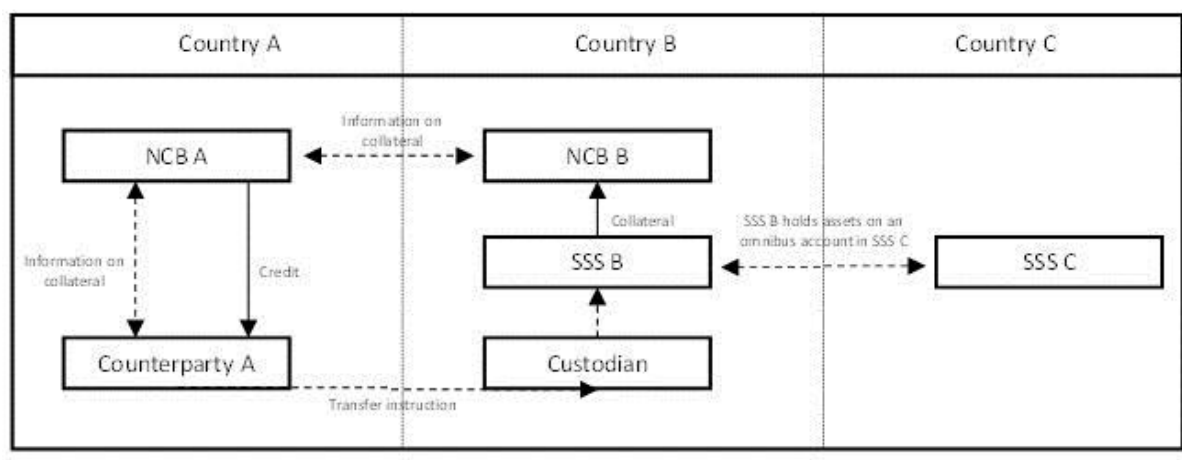 Country A
Country B
Country C
Information on
collateral
NCB A
NCB B
Collateral
SSS B holds assets on an
omnibus account in SSS C
Information on
collateral
Credit
SSS B
SSS C
Counterparty A
Custodian
Transfer instruction